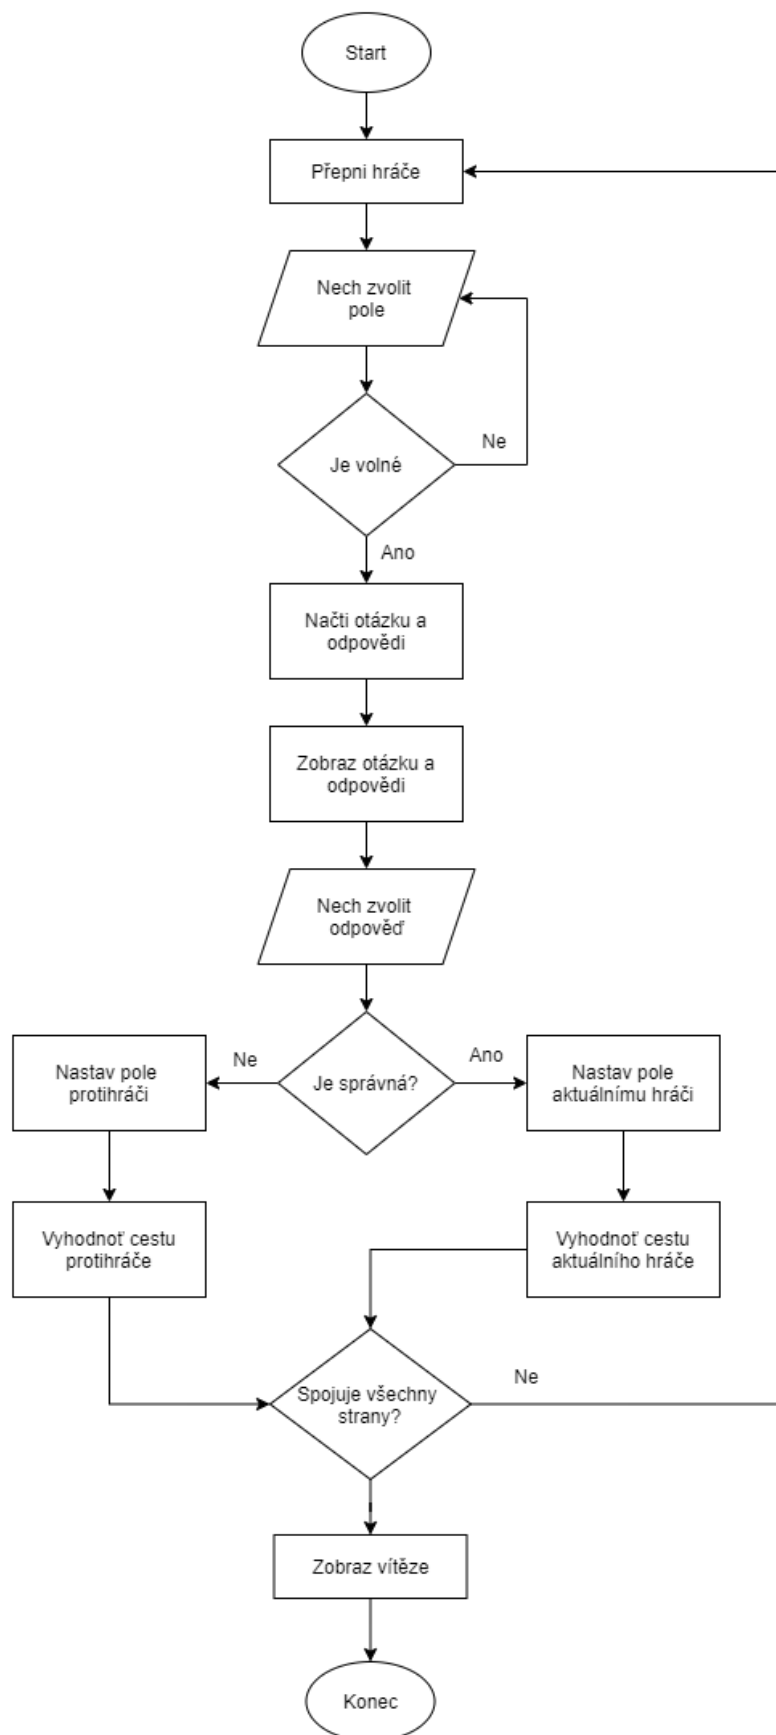 Start
Přepni hráče
Nech zvolit
pole
Je volné
Ne
Ano
Načti otázku a
odpovědi
Zobraz otázku a
odpovědi
Nech zvolit
odpověď
Je správná?
Ne
Ano
Nastav pole
protihráči
Nastav pole
aktuálnímu hráči
Vyhodnoť cestu
protihráče
Vyhodnoť cestu
aktuálního hráče
Spojuje všechny
strany?
Ne
Zobraz vítěze
Konec